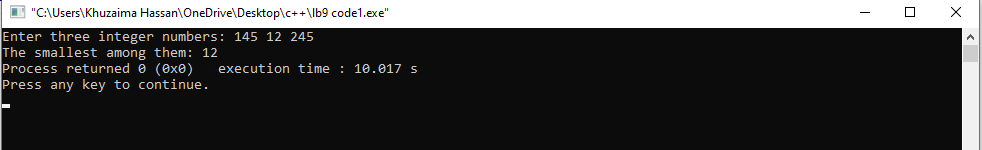 "C:\Users\Khuzaima Hassan\OneDrive\Desktop\c++\lb9 code1.exe"
Enter three integer numbers: 145 12 245
The smallest among them: 12
Process returned 0 (0x0)   execution time : 10.017 s
Press any key to continue.